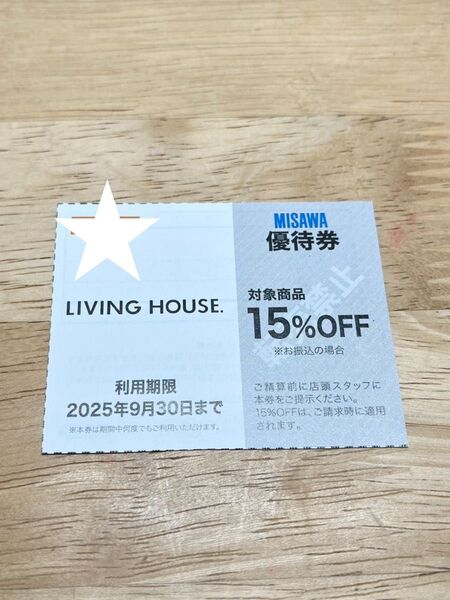 LIVING HOUSE.
利用期限
2025年9月30日まで
※本券は期間中何度でもご利用いただけます。
MISAWA
優待券
対象商品
15%OFF
※お振込の場合
ご精算前に店頭スタッフに
本券をご提示ください。
15%OFFは、ご請求時に適用
されます。